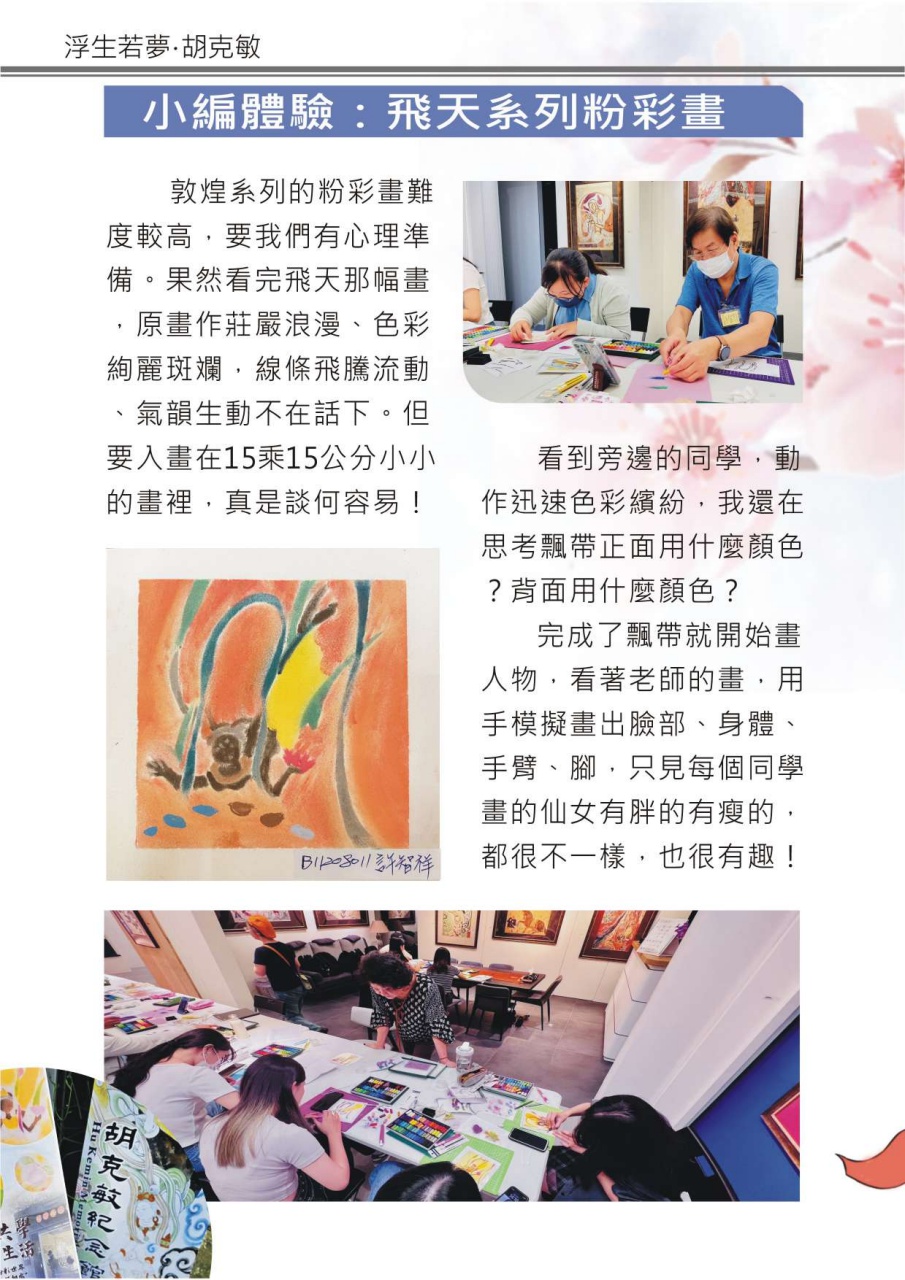 浮生若夢·胡克敏
小編體驗：飛天系列粉彩畫
敦煌系列的粉彩畫難
度較高，要我們有心理準
備。果然看完飛天那幅畫
，原畫作莊嚴浪漫、色彩
絢麗斑斕，線條飛騰流動
、氣韻生動不在話下。但
要入畫在15乘15公分小小
的畫裡，真是談何容易！
B11208011 許智祥
看到旁邊的同學，動
作迅速色彩繽紛，我還在
思考飄帶正面用什麼顏色
？背面用什麼顏色？
完成了飄帶就開始畫
人物，看著老師的畫，用
手模擬畫出臉部、身體、
手臂、腳，只見每個同學
畫的仙女有胖的有瘦的，
都很不一樣，也很有趣！
胡克敏紀念館
Hu Kemin Memo
共學
生活